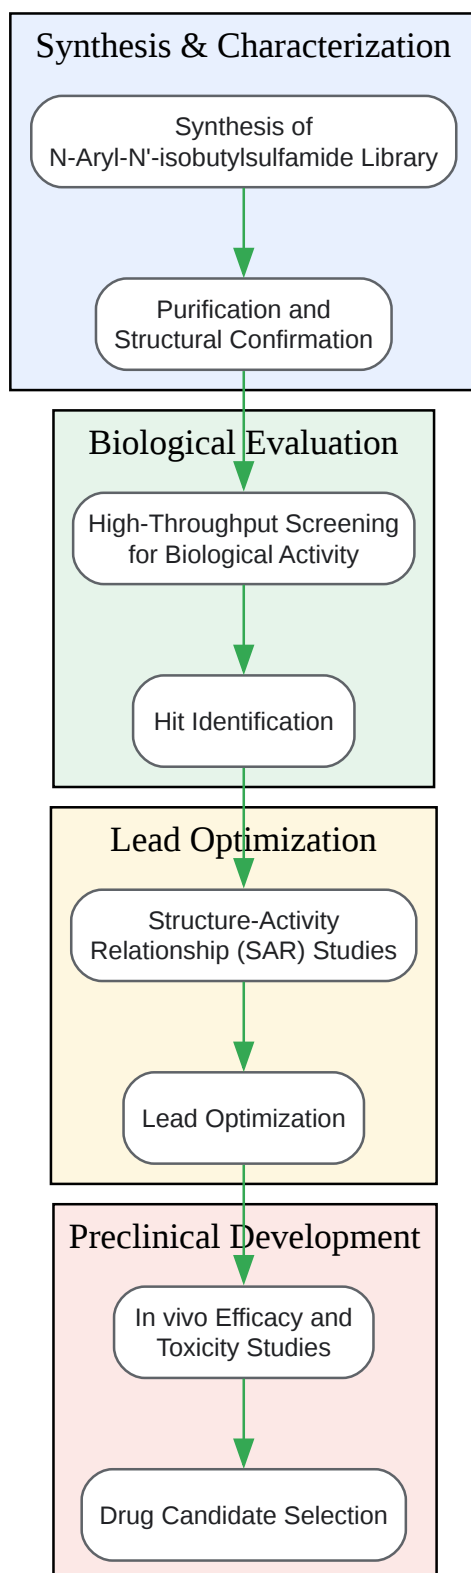 Synthesis & Characterization
Synthesis of
N-Aryl-N'-isobutylsulfamide Library
Purification and
Structural Confirmation
Biological Evaluation
High-Throughput Screening
for Biological Activity
Hit Identification
Lead Optimization
Structure-Activity
Relationship (SAR) Studies
Lead Optimization
Preclinical Development
In vivo Efficacy and
Toxicity Studies
Drug Candidate Selection